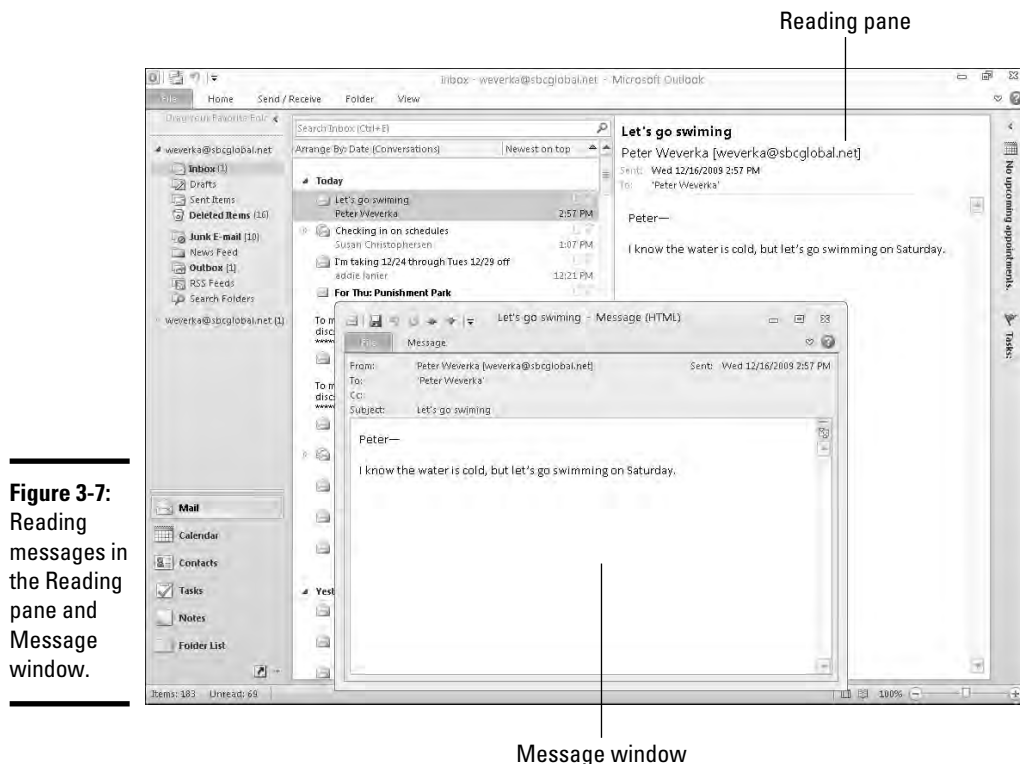 Reading pane
Inbox - weverka@sbcglobal.net - Microsoft Outlook
File Home Send / Receive Folder View
Search Inbox (Ctrl+E)
Arrange By: Date (Conversations) Newest on top
weverka@sbcglobal.net
Inbox (1)
Drafts
Sent Items
Deleted Items (16)
Junk E-mail [10]
News Feed
Outbox [1]
RSS Feeds
Search Folders
weverka@sbcglobal.net (1)
Today
Let's go swiming
Peter Weverka 2:57 PM
Checking in on schedules
Susan Christophersen 1:07 PM
I'm taking 12/24 through Tues 12/29 off
addie lanier 12:21 PM
For Thu: Punishment Park
To m
disc
****
To m
disc
****
Yest
Let's go swiming
Peter Weverka [weverka@sbcglobal.net]
Sent: Wed 12/16/2009 2:57 PM
To: 'Peter Weverka'
Peter—
I know the water is cold, but let's go swimming on Saturday.
No upcoming appointments.
Tasks:
Let's go swiming - Message (HTML)
File Message
From: Peter Weverka [weverka@sbcglobal.net] Sent: Wed 12/16/2009 2:57 PM
To: 'Peter Weverka'
Cc:
Subject: Let's go swiming
Peter—
I know the water is cold, but let's go swimming on Saturday.
Mail
Calendar
Contacts
Tasks
Notes
Folder List
Items: 183 Unread: 69 100%
Figure 3-7:
Reading
messages in
the Reading
pane and
Message
window.
Message window